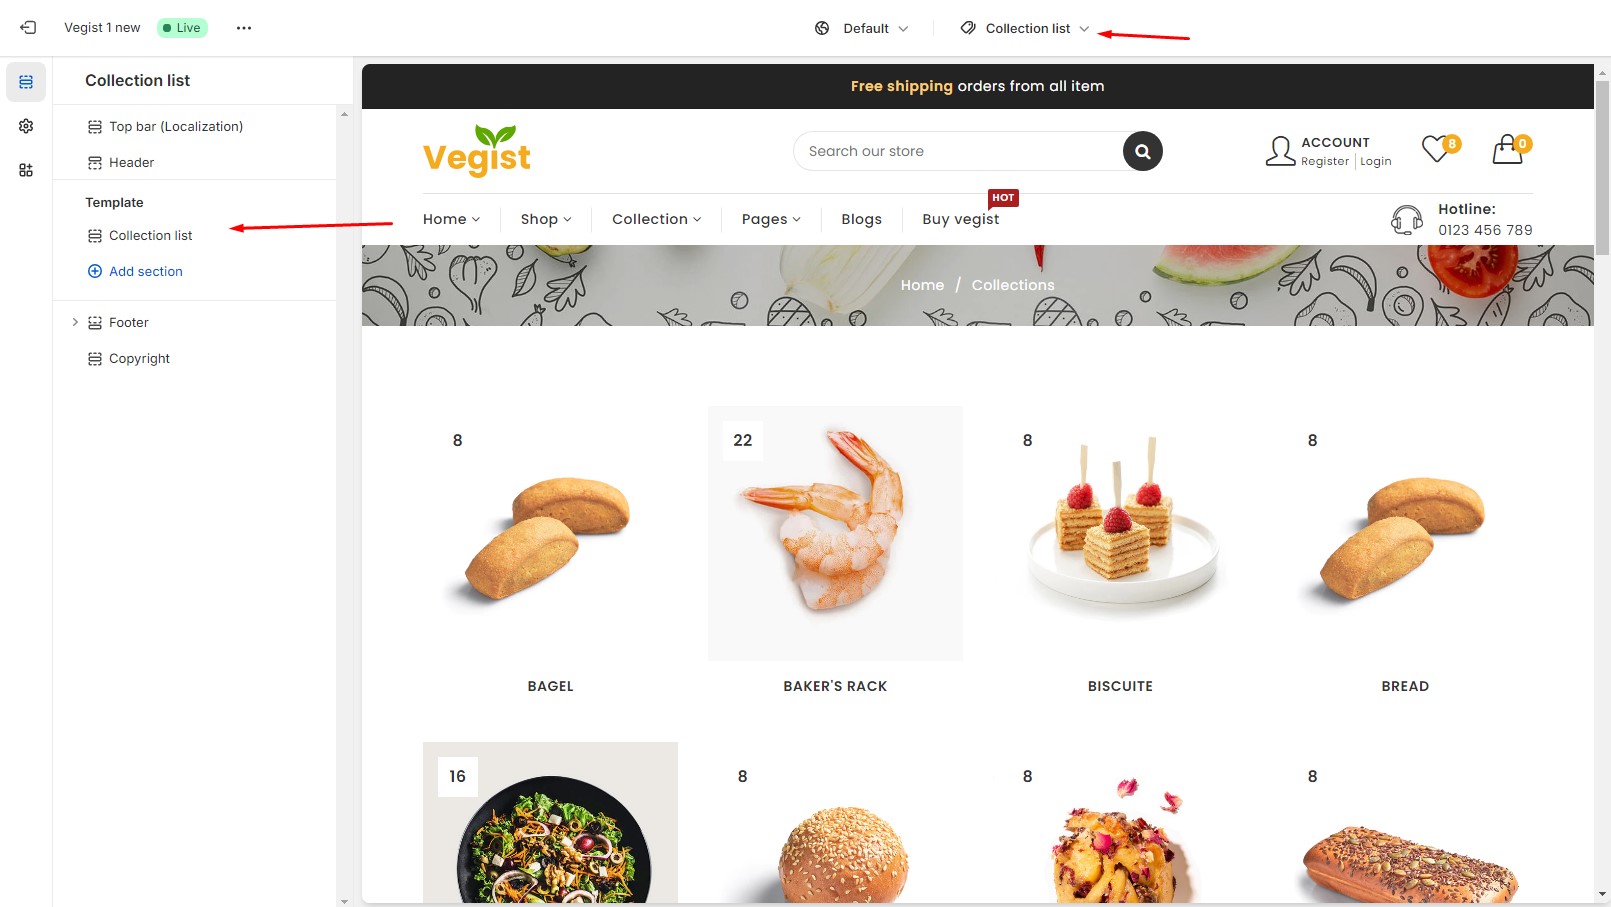 Vegist 1 new
Live
Default
Collection list
Collection list
Top bar (Localization)
Header
Template
Collection list
Add section
Footer
Copyright
Free shipping orders from all item
Vegist
Search our store
ACCOUNT
Register
Login
8
0
Home
Shop
Collection
Pages
Blogs
Buy vegist
HOT
Hotline:
0123 456 789
Home / Collections
8
22
8
8
BAGEL
BAKER'S RACK
BISCUITE
BREAD
16
8
8
8